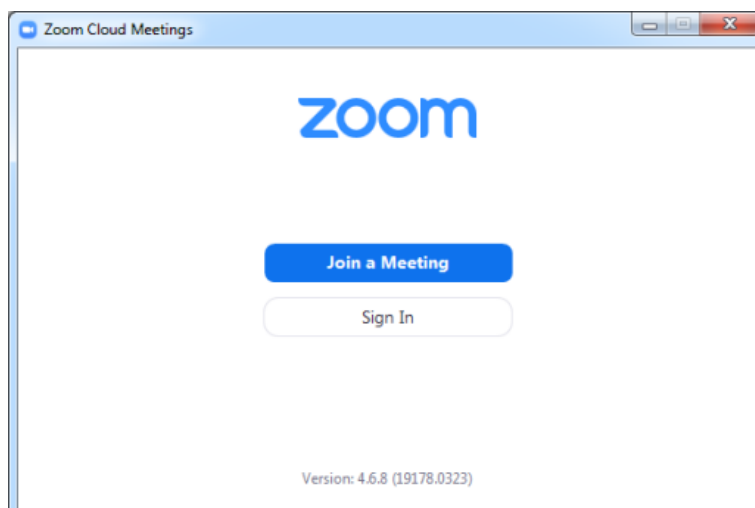 Zoom Cloud Meetings
zoom
Join a Meeting
Sign In
Version: 4.6.8 (19178.0323)